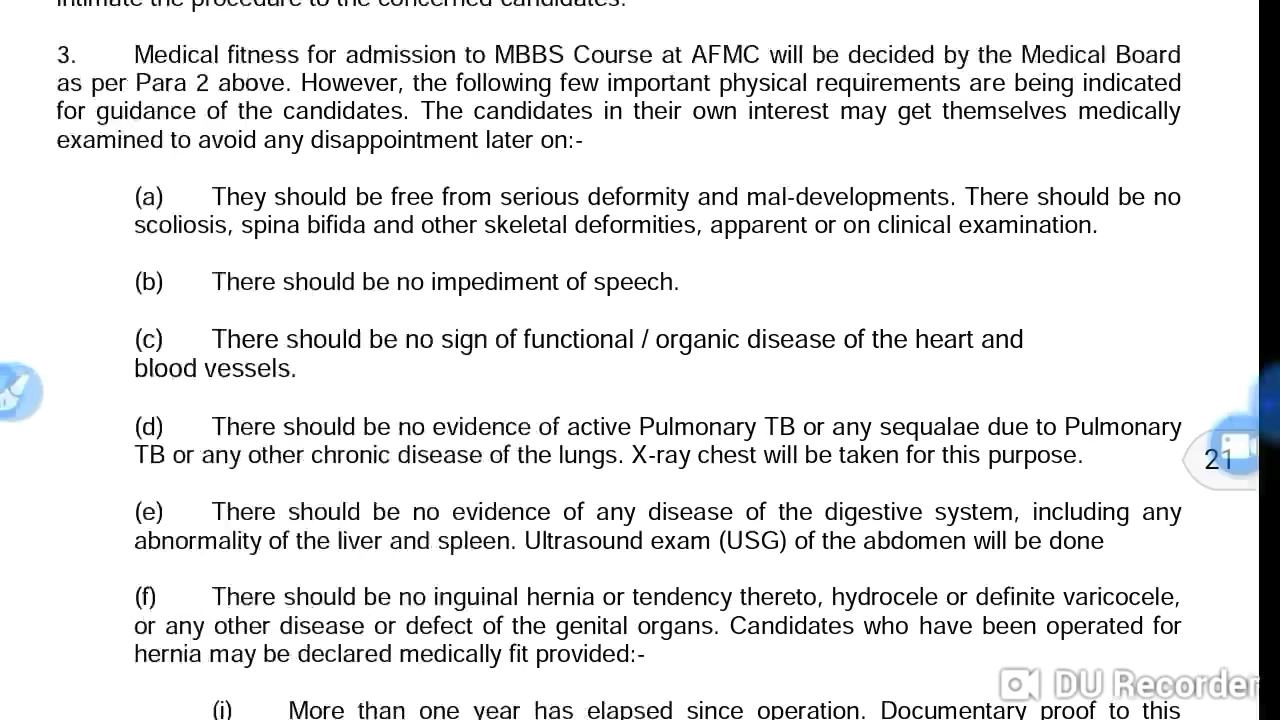 intimate the procedure to the concerned candidates.
3. Medical fitness for admission to MBBS Course at AFMC will be decided by the Medical Board
as per Para 2 above. However, the following few important physical requirements are being indicated
for guidance of the candidates. The candidates in their own interest may get themselves medically
examined to avoid any disappointment later on:-
(a) They should be free from serious deformity and mal-developments. There should be no
scoliosis, spina bifida and other skeletal deformities, apparent or on clinical examination.
(b) There should be no impediment of speech.
(c) There should be no sign of functional / organic disease of the heart and
blood vessels.
(d) There should be no evidence of active Pulmonary TB or any sequalae due to Pulmonary
TB or any other chronic disease of the lungs. X-ray chest will be taken for this purpose.
21
(e) There should be no evidence of any disease of the digestive system, including any
abnormality of the liver and spleen. Ultrasound exam (USG) of the abdomen will be done
(f) There should be no inguinal hernia or tendency thereto, hydrocele or definite varicocele,
or any other disease or defect of the genital organs. Candidates who have been operated for
hernia may be declared medically fit provided:-
DU Recorder
(i) More than one year has elapsed since operation. Documentary proof to this